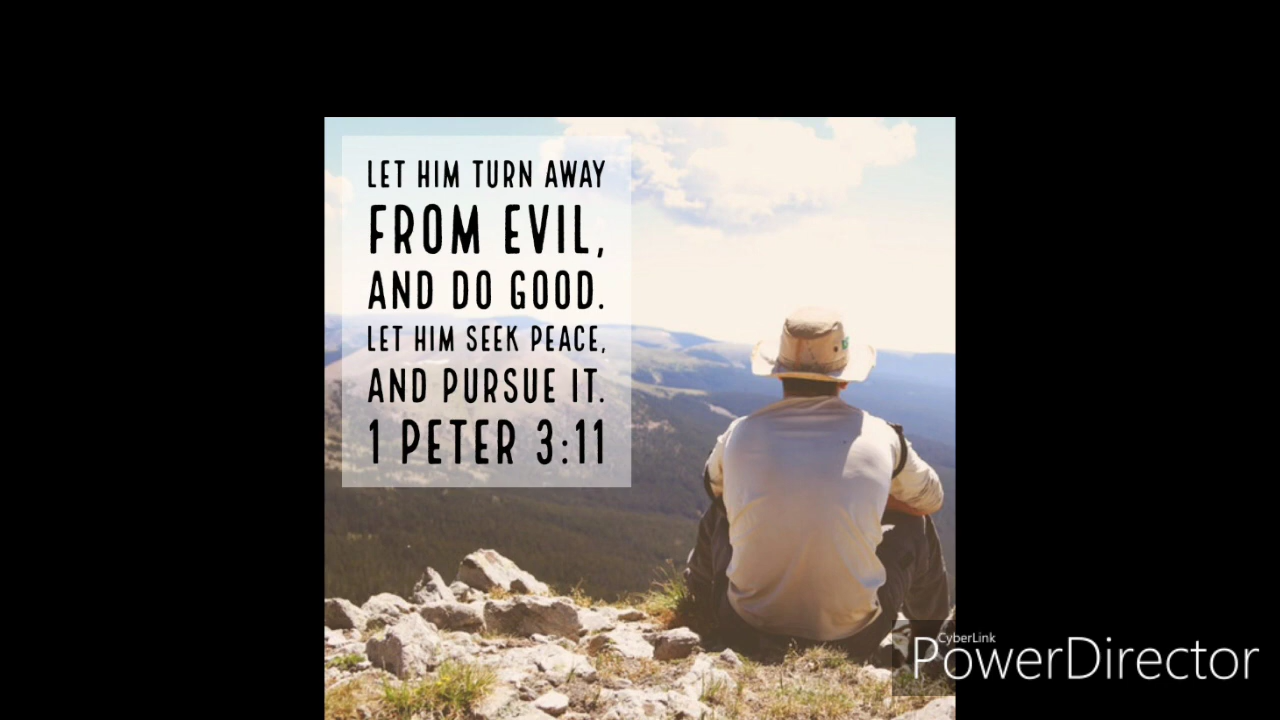 LET HIM TURN AWAY
FROM EVIL,
AND DO GOOD.
LET HIM SEEK PEACE,
AND PURSUE IT.
1 PETER 3:11
CyberLink
PowerDirector